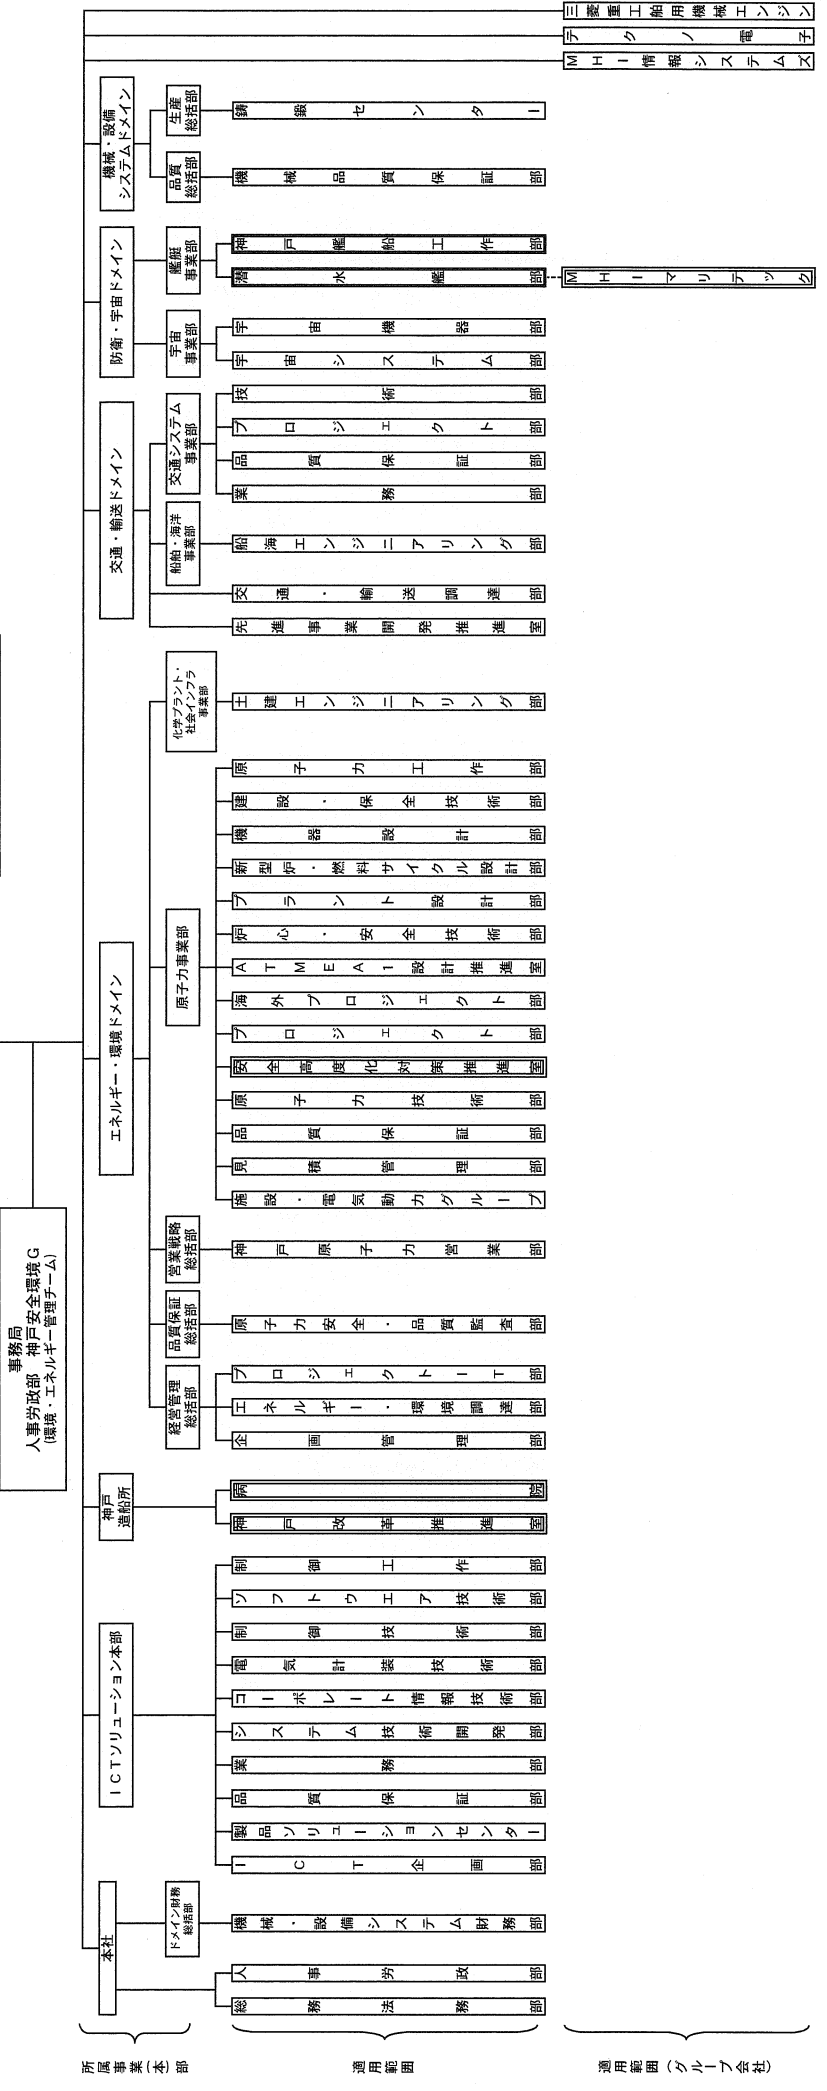 事務局
人事労政部　神戸安全環境G
(環境・エネルギー管理チーム)
所属事業(本)部
本社
ICTソリューション本部
神戸
造船所
エネルギー・環境ドメイン
交通・輸送ドメイン
防衛・宇宙ドメイン
機械・設備
システムドメイン
ドメイン財務
総括部
経営管理
総括部
品質保証
総括部
営業戦略
総括部
原子力事業部
化学プラント・
社会インフラ
事業部
船舶・海洋
事業部
交通システム
事業部
宇宙
事業部
艦艇
事業部
品質
総括部
生産
総括部
適用範囲
総務法務部
人事労政部
機械・設備システム財務部
ICT企画部
製品ソリューションセンター
品質保証部
業務部
システム技術開発部
コーポレート情報技術部
電気計装技術部
制御技術部
ソフトウエア技術部
制御工作部
神戸改革推進室
病院
企画管理部
エネルギー・環境調達部
プロジェクトIT部
原子力安全・品質監査部
神戸原子力営業部
施設・電気動力グループ
見積管理部
品質保証部
原子力技術部
安全高度化対策推進室
プロジェクト部
海外プロジェクト部
ATMEA1設計推進室
炉心・安全技術部
プラント設計部
新型炉・燃料サイクル設計部
機器設計部
建設・保全技術部
原子力工作部
土建エンジニアリング部
先進事業開発推進室
交通・輸送調達部
船海エンジニアリング部
業務部
品質保証部
プロジェクト部
技術部
宇宙システム部
宇宙機器部
潜水艦部
神戸艦船工作部
機械品質保証部
鋳鍛センター
適用範囲(グループ会社)
MHIマリテック
MHI情報システムズ
テクノ電子
三菱重工舶用機械エンジン